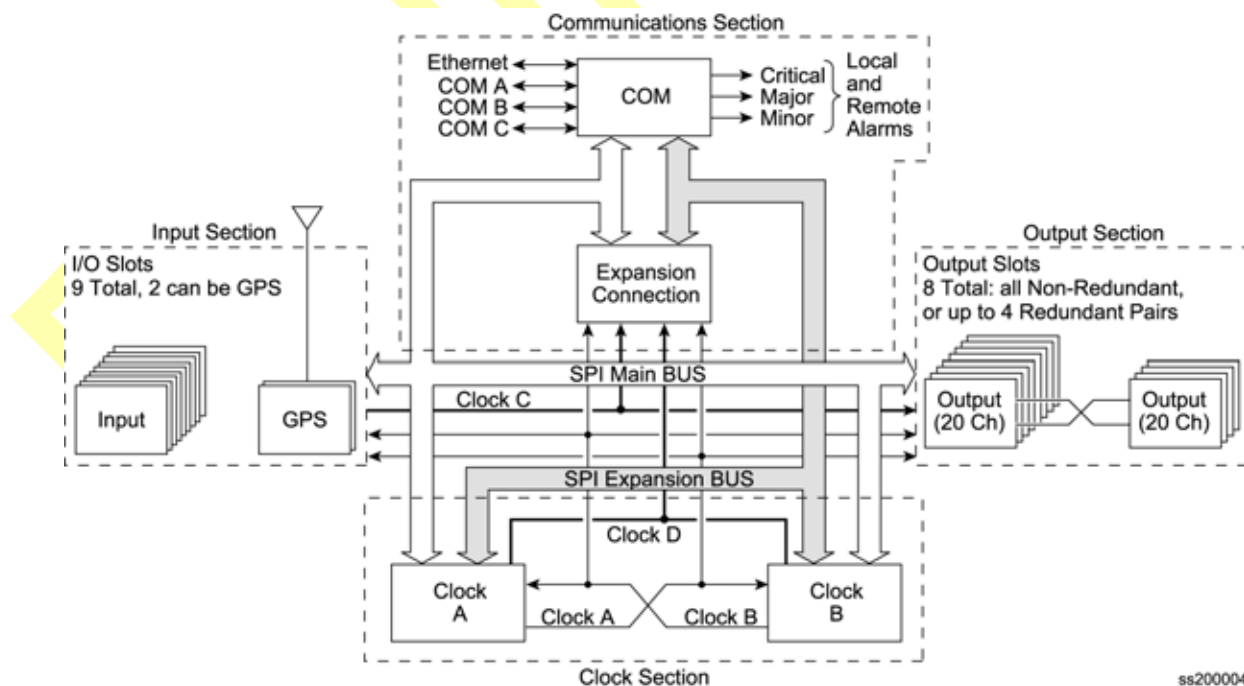 Communications Section
Ethernet
COM A
COM B
COM C
COM
Critical
Major
Minor
Local
and
Remote
Alarms
Input Section
I/O Slots
9 Total, 2 can be GPS
Input
GPS
Expansion
Connection
Output Section
Output Slots
8 Total: all Non-Redundant,
or up to 4 Redundant Pairs
Output
(20 Ch)
Output
(20 Ch)
SPI Main BUS
Clock C
SPI Expansion BUS
Clock D
Clock
A
Clock A
Clock B
Clock
B
Clock Section
ss200004